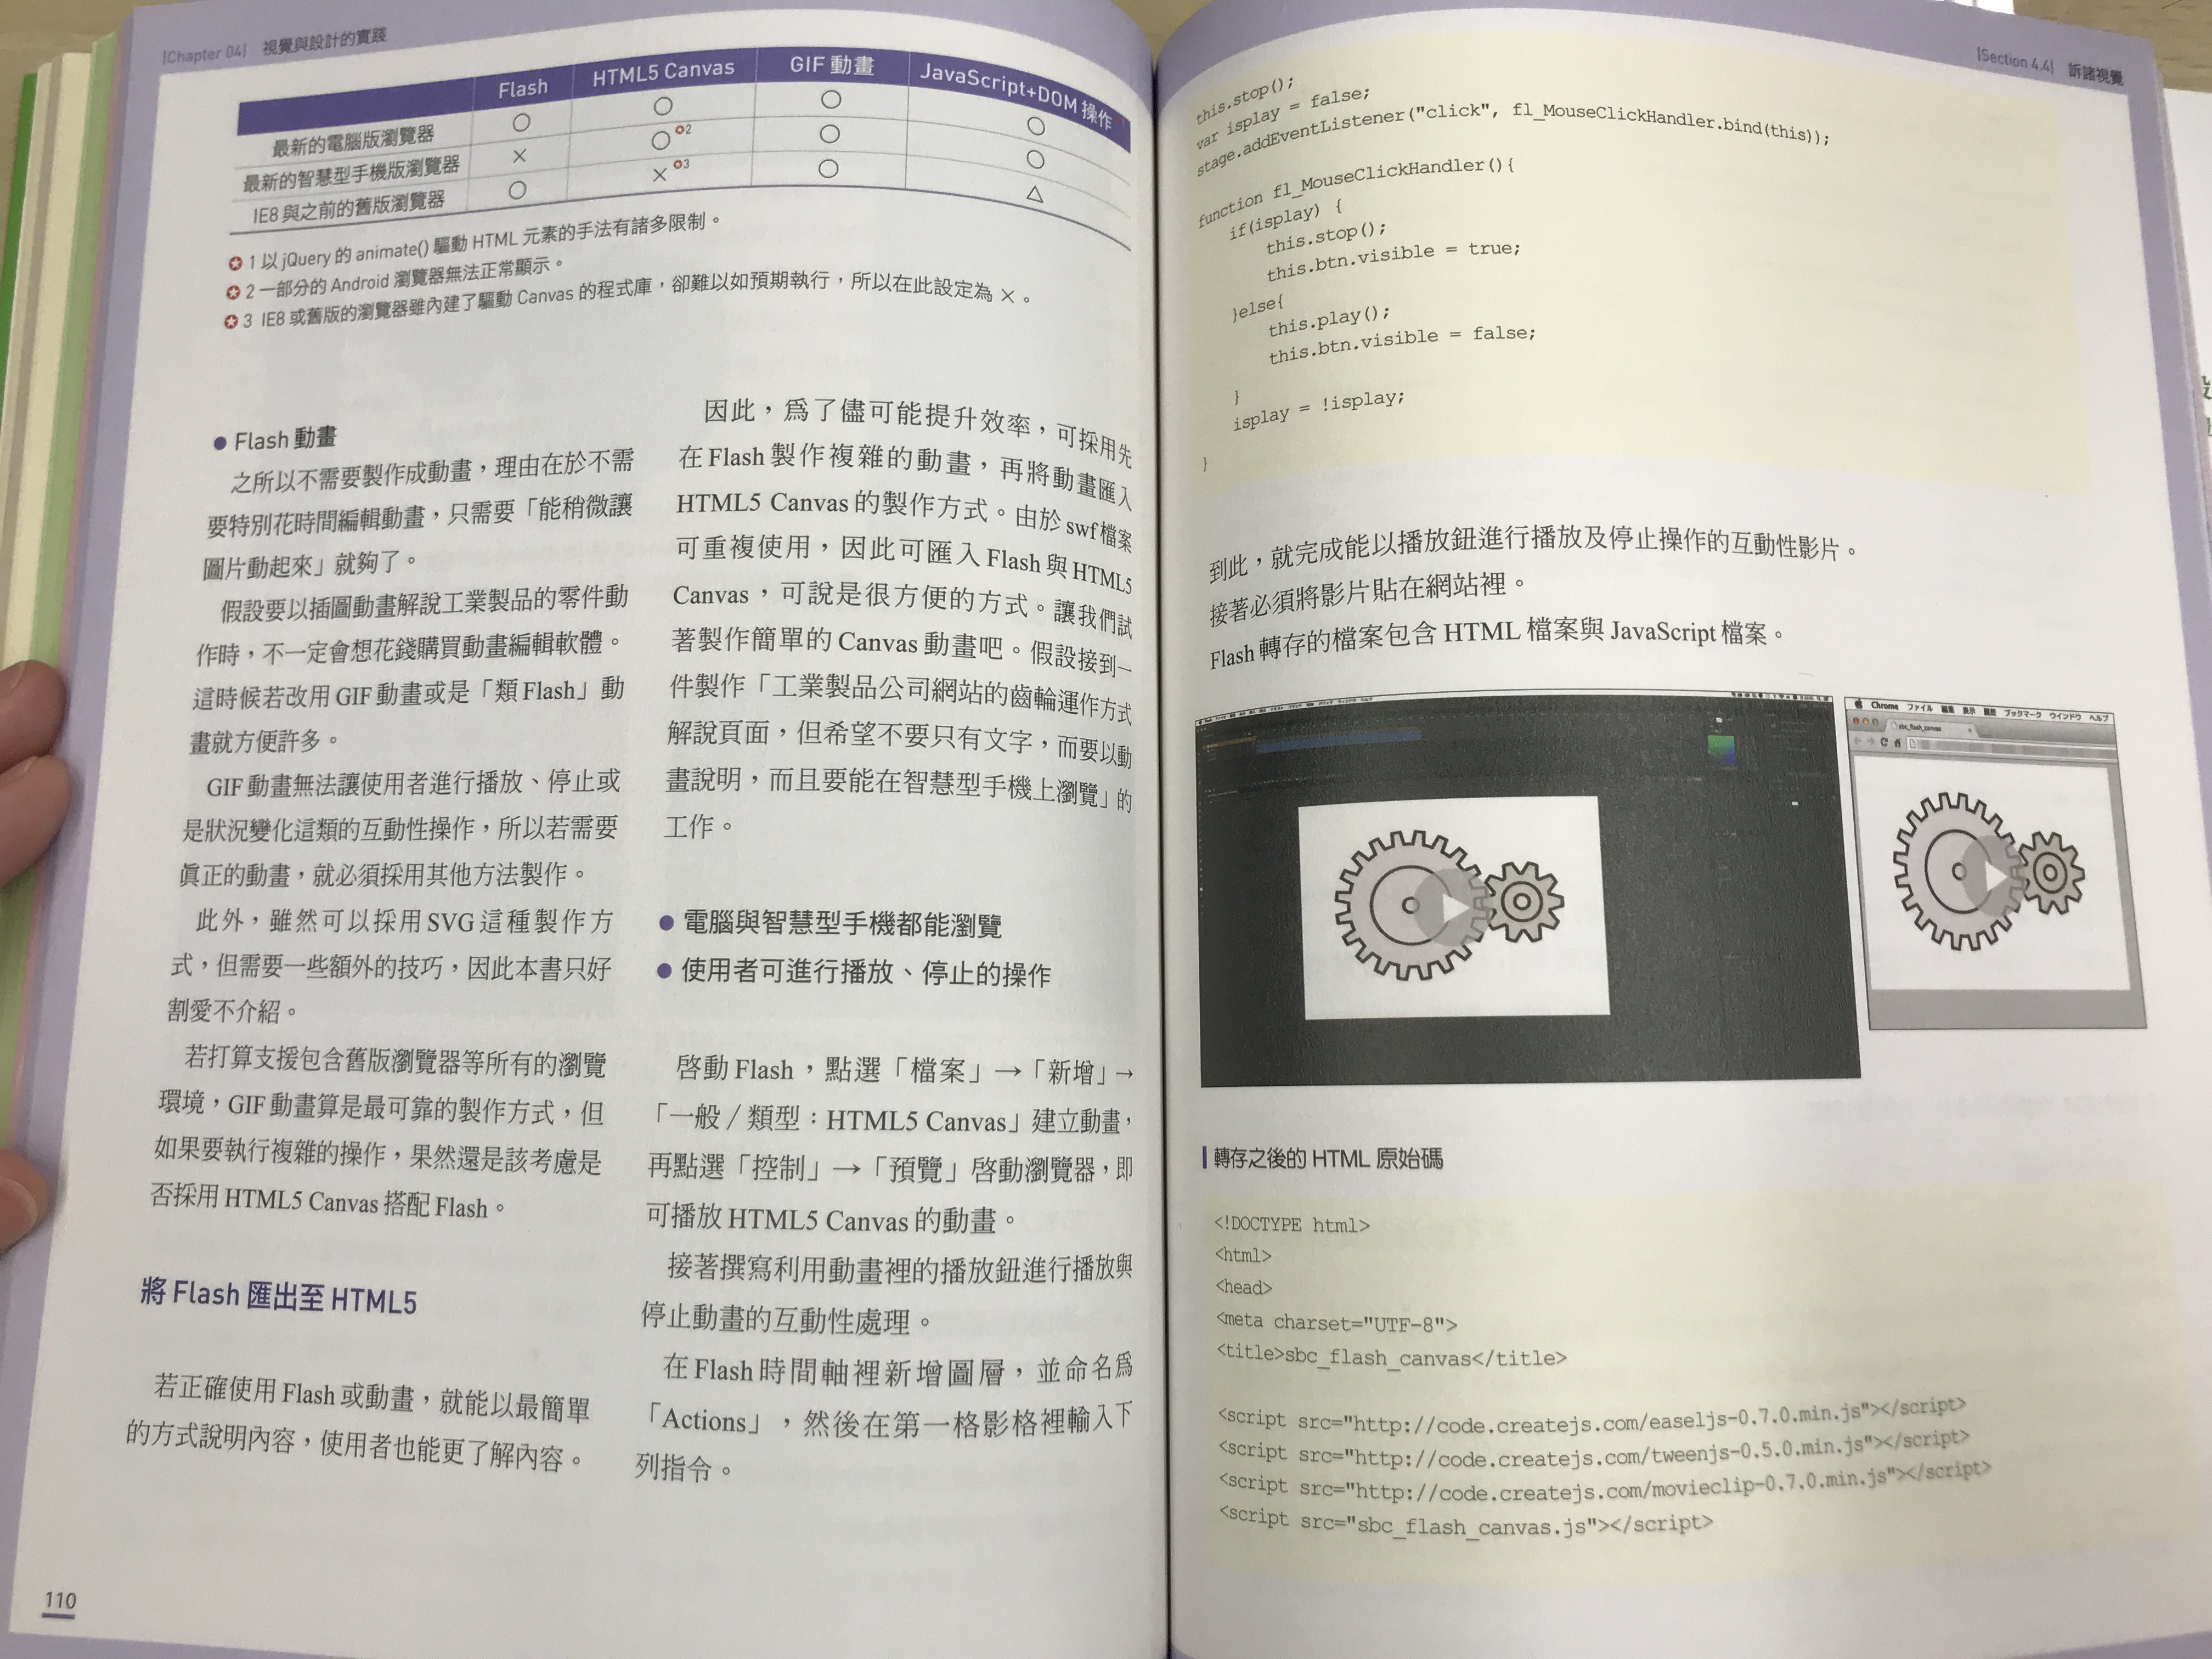 |Chapter 04| 視覺與設計的實踐
Flash HTML5 Canvas GIF 動畫 JavaScript+DOM 操作
最新的電腦版瀏覽器 ○ ○ ○ ○
最新的智慧型手機版瀏覽器 × ○ ✪2 ○ ○
IE8 與之前的舊版瀏覽器 ○ × ✪3 ○ △
✪ 1 以 jQuery 的 animate() 驅動 HTML 元素的手法有諸多限制。
✪ 2 一部分的 Android 瀏覽器無法正常顯示。
✪ 3 IE8 或舊版的瀏覽器雖內建了驅動 Canvas 的程式庫，卻難以如預期執行，所以在此設定為 ×。
● Flash 動畫
之所以不需要製作成動畫，理由在於不需
要特別花時間編輯動畫，只需要「能稍微讓
圖片動起來」就夠了。
假設要以插圖動畫解說工業製品的零件動
作時，不一定會想花錢購買動畫編輯軟體。
這時候若改用 GIF 動畫或是「類 Flash」動
畫就方便許多。
GIF 動畫無法讓使用者進行播放、停止或
是狀況變化這類的互動性操作，所以若需要
真正的動畫，就必須採用其他方法製作。
此外，雖然可以採用 SVG 這種製作方
式，但需要一些額外的技巧，因此本書只好
割愛不介紹。
若打算支援包含舊版瀏覽器等所有的瀏覽
環境，GIF 動畫算是最可靠的製作方式，但
如果要執行複雜的操作，果然還是該考慮是
否採用 HTML5 Canvas 搭配 Flash。
將 Flash 匯出至 HTML5
若正確使用 Flash 或動畫，就能以最簡單
的方式說明內容，使用者也能更了解內容。
因此，爲了儘可能提升效率，可採用先
在 Flash 製作複雜的動畫，再將動畫匯入
HTML5 Canvas 的製作方式。由於 swf 檔案
可重複使用，因此可匯入 Flash 與 HTML5
Canvas，可說是很方便的方式。讓我們試
著製作簡單的 Canvas 動畫吧。假設接到一
件製作「工業製品公司網站的齒輪運作方式
解說頁面，但希望不要只有文字，而要以動
畫說明，而且要能在智慧型手機上瀏覽」的
工作。
● 電腦與智慧型手機都能瀏覽
● 使用者可進行播放、停止的操作
啓動 Flash，點選「檔案」→「新增」→
「一般／類型：HTML5 Canvas」建立動畫，
再點選「控制」→「預覽」啓動瀏覽器，即
可播放 HTML5 Canvas 的動畫。
接著撰寫利用動畫裡的播放鈕進行播放與
停止動畫的互動性處理。
在 Flash 時間軸裡新增圖層，並命名爲
「Actions」，然後在第一格影格裡輸入下
列指令。
110
|Section 4.4| 訴諸視覺
this.stop();
var isplay = false;
stage.addEventListener("click", fl_MouseClickHandler.bind(this));
function fl_MouseClickHandler(){
if(isplay) {
this.stop();
this.btn.visible = true;
}else{
this.play();
this.btn.visible = false;
}
isplay = !isplay;
}
到此，就完成能以播放鈕進行播放及停止操作的互動性影片。
接著必須將影片貼在網站裡。
Flash 轉存的檔案包含 HTML 檔案與 JavaScript 檔案。
Chrome ファイル 編集 表示 履歴 ブックマーク ウインドウ ヘルプ
sbc_flash_canvas
轉存之後的 HTML 原始碼
<!DOCTYPE html>
<html>
<head>
<meta charset="UTF-8">
<title>sbc_flash_canvas</title>
<script src="http://code.createjs.com/easeljs-0.7.0.min.js"></script>
<script src="http://code.createjs.com/tweenjs-0.5.0.min.js"></script>
<script src="http://code.createjs.com/movieclip-0.7.0.min.js"></script>
<script src="sbc_flash_canvas.js"></script>